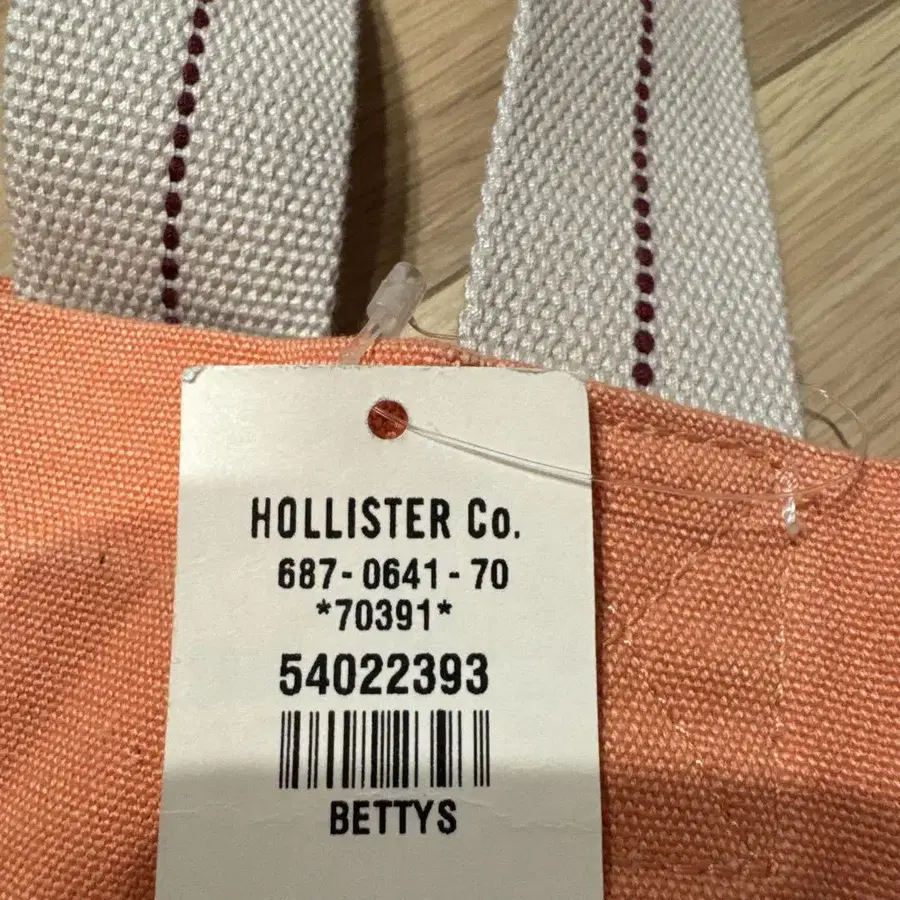 HOLLISTER Co.
687-0641-70
*70391*
54022393
BETTYS